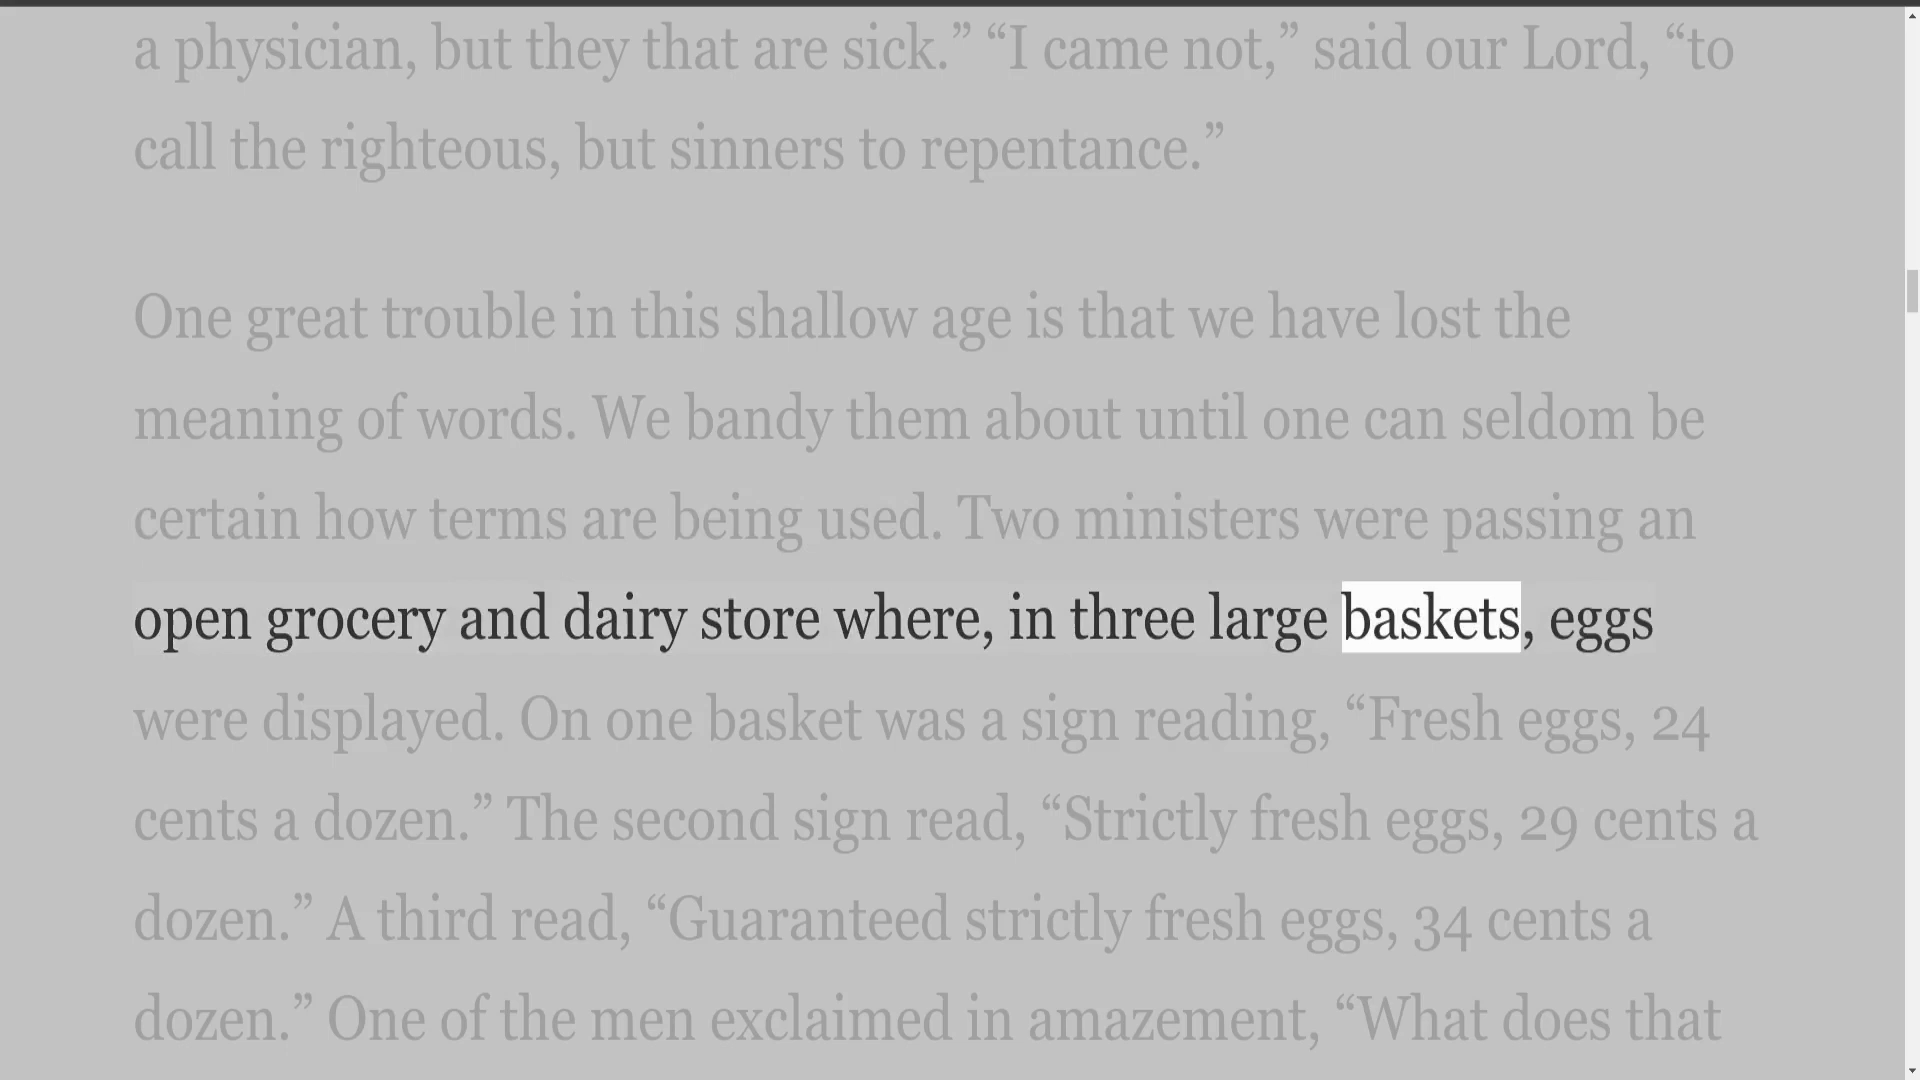 a physician, but they that are sick.” “I came not,” said our Lord, “to
call the righteous, but sinners to repentance.”
One great trouble in this shallow age is that we have lost the
meaning of words. We bandy them about until one can seldom be
certain how terms are being used. Two ministers were passing an
open grocery and dairy store where, in three large baskets, eggs
were displayed. On one basket was a sign reading, “Fresh eggs, 24
cents a dozen.” The second sign read, “Strictly fresh eggs, 29 cents a
dozen.” A third read, “Guaranteed strictly fresh eggs, 34 cents a
dozen.” One of the men exclaimed in amazement, “What does that